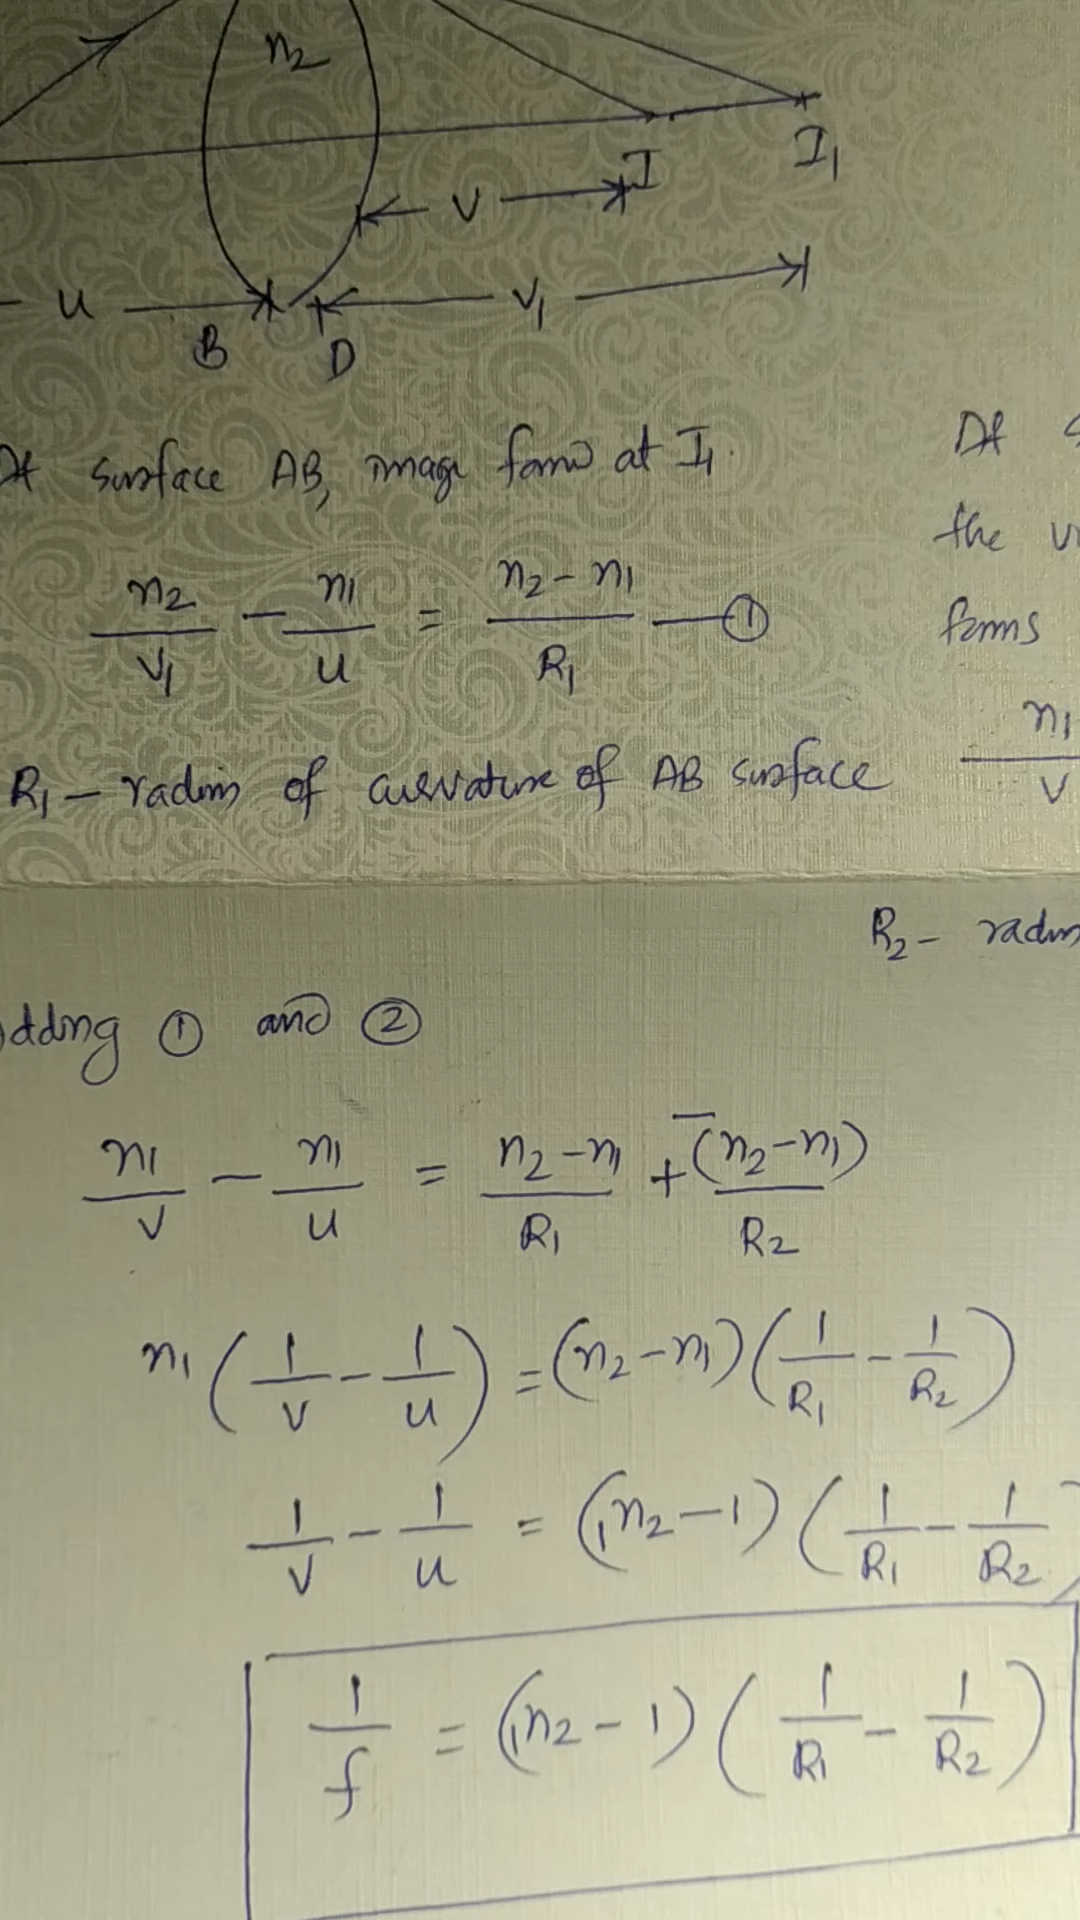 n2
I
I1
V
u
V1
B
D
At surface AB, image form at I1.
n2/V1 - n1/u = n2-n1/R1 — ①
R1 – radius of curvature of AB surface
At
the
forms
n1/V
R2 –
adding ① and ②
n1/V - n1/u = n2-n1/R1 + -(n2-n1)/R2
n1 (1/V - 1/u) = (n2-n1) (1/R1 - 1/R2)
1/V - 1/u = (1n2 - 1) (1/R1 - 1/R2)
1/f = (1n2 - 1) (1/R1 - 1/R2)